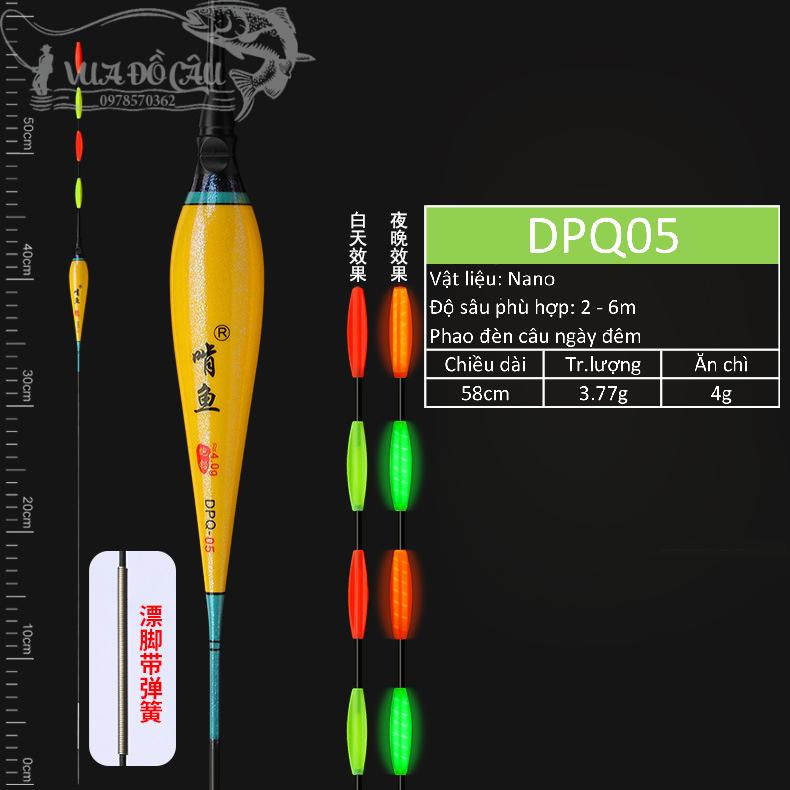 VUA ĐỒ CÂU
0978570362
50cm
40cm
30cm
20cm
10cm
0cm
啃鱼®
Pb≈4.0g
DPQ-05
漂脚带弹簧
白天效果
夜晚效果
DPQ05
Vật liệu: Nano
Độ sâu phù hợp: 2 - 6m
Phao đèn câu ngày đêm
Chiều dài Tr.lượng Ăn chì
58cm 3.77g 4g